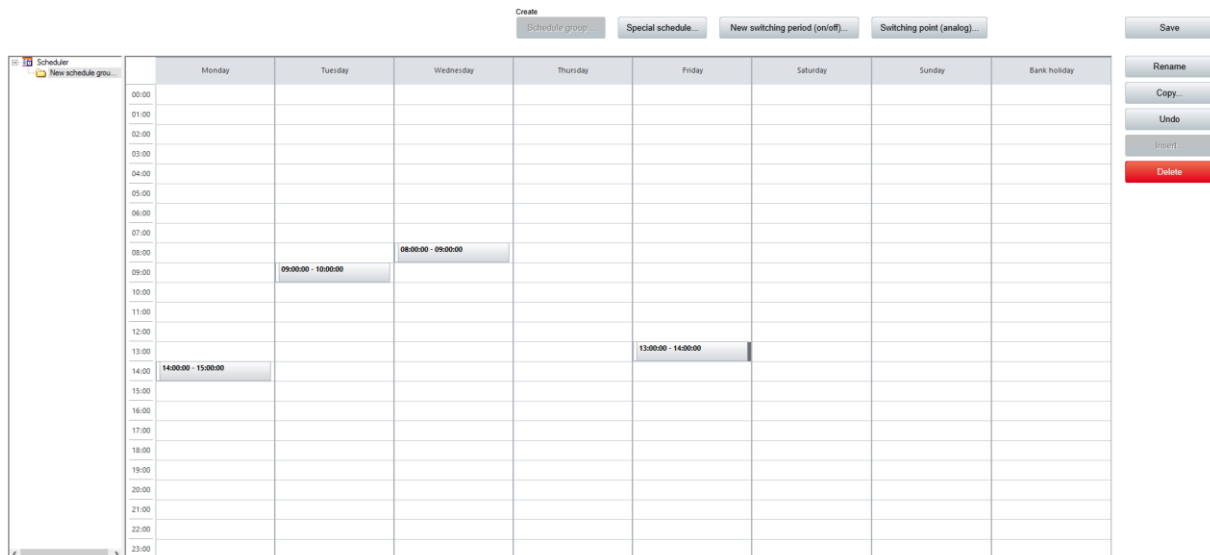 Create
Schedule group...
Special schedule...
New switching period (on/off)...
Switching point (analog)...
Save
Scheduler
New schedule grou...
Monday
Tuesday
Wednesday
Thursday
Friday
Saturday
Sunday
Bank holiday
Rename
Copy...
Undo
Insert...
Delete
00:00
01:00
02:00
03:00
04:00
05:00
06:00
07:00
08:00
08:00:00 - 09:00:00
09:00
09:00:00 - 10:00:00
10:00
11:00
12:00
13:00
13:00:00 - 14:00:00
14:00
14:00:00 - 15:00:00
15:00
16:00
17:00
18:00
19:00
20:00
21:00
22:00
23:00